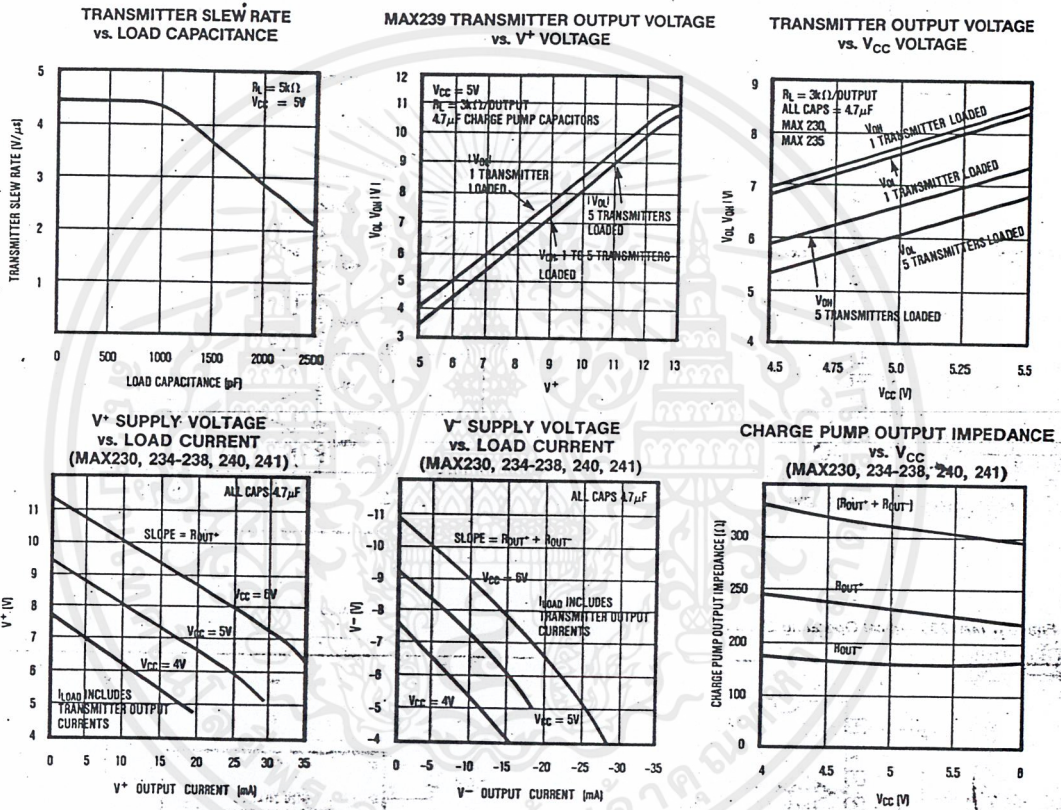 TRANSMITTER SLEW RATE
vs. LOAD CAPACITANCE
5
4
3
2
1
TRANSMITTER SLEW RATE [V/µs]
RL = 5kΩ
VCC = 5V
0 500 1000 1500 2000 2500
LOAD CAPACITANCE [pF]
MAX239 TRANSMITTER OUTPUT VOLTAGE
vs. V+ VOLTAGE
12
11
10
9
8
7
6
5
4
3
VOL VOH [V]
VCC = 5V
RL = 3kΩ/OUTPUT
4.7µF CHARGE PUMP CAPACITORS
|VOL|
1 TRANSMITTER
LOADED
|VOL|
5 TRANSMITTERS
LOADED
VOH 1 TO 5 TRANSMITTERS
LOADED
5 6 7 8 9 10 11 12 13
V+
TRANSMITTER OUTPUT VOLTAGE
vs. VCC VOLTAGE
9
8
7
6
5
4
VOL VOH [V]
RL = 3kΩ/OUTPUT
ALL CAPS = 4.7µF
MAX 230,
MAX 235
VOH
1 TRANSMITTER LOADED
VOL
1 TRANSMITTER LOADED
VOL
5 TRANSMITTERS LOADED
VOH
5 TRANSMITTERS LOADED
4.5 4.75 5.0 5.25 5.5
VCC [V]
V+ SUPPLY VOLTAGE
vs. LOAD CURRENT
(MAX230, 234-238, 240, 241)
11
10
9
8
7
6
5
4
V+ [V]
ALL CAPS 4.7µF
SLOPE = ROUT+
VCC = 6V
VCC = 5V
VCC = 4V
ILOAD INCLUDES
TRANSMITTER OUTPUT
CURRENTS
0 5 10 15 20 25 30 35
V+ OUTPUT CURRENT [mA]
V- SUPPLY VOLTAGE
vs. LOAD CURRENT
(MAX230, 234-238, 240, 241)
-11
-10
-9
-8
-7
-6
-5
-4
V- [V]
ALL CAPS 4.7µF
SLOPE = ROUT+ + ROUT-
VCC = 6V
ILOAD INCLUDES
TRANSMITTER OUTPUT
CURRENTS
VCC = 4V
VCC = 5V
0 -5 -10 -15 -20 -25 -30 -35
V- OUTPUT CURRENT [mA]
CHARGE PUMP OUTPUT IMPEDANCE
vs. VCC
(MAX230, 234-238, 240, 241)
300
250
200
100
0
CHARGE PUMP OUTPUT IMPEDANCE [Ω]
[ROUT+ + ROUT-]
ROUT+
ROUT-
4 4.5 5 5.5 6
VCC [V]